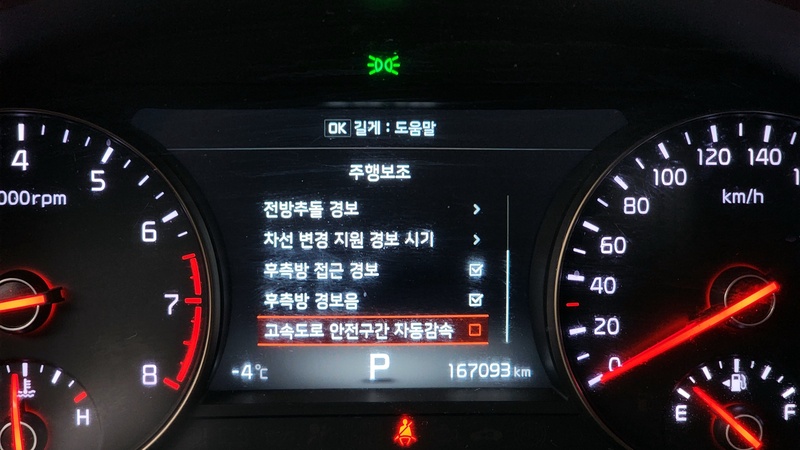 OK 길게 : 도움말
주행보조
전방추돌 경보
차선 변경 지원 경보 시기
후측방 접근 경보
후측방 경보음
고속도로 안전구간 자동감속
-4℃ P 167093 km
4
5
6
7
8
000rpm
H
0
20
40
60
80
100
120
140
km/h
E
F